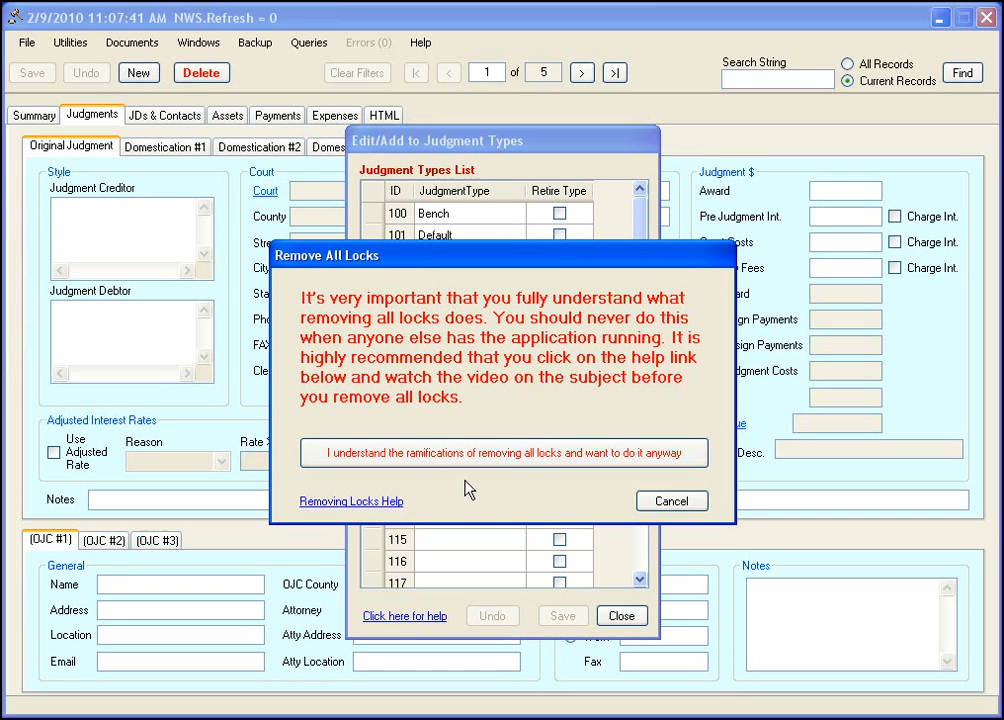 2/9/2010 11:07:41 AM NWS.Refresh = 0
File Utilities Documents Windows Backup Queries Errors (0) Help
Save Undo New Delete Clear Filters |< < 1 of 5 > >| Search String All Records Current Records Find
Summary Judgments JDs & Contacts Assets Payments Expenses HTML
Original Judgment Domestication #1 Domestication #2
Edit/Add to Judgment Types
Judgment Types List
ID JudgmentType Retire Type
100 Bench
101 Default
Style
Judgment Creditor
Judgment Debtor
Court
Court
County
Judgment $
Award
Pre Judgment Int. Charge Int.
Costs Charge Int.
Fees Charge Int.
Payments
Payments
Costs
Desc.
Remove All Locks
It's very important that you fully understand what
removing all locks does. You should never do this
when anyone else has the application running. It is
highly recommended that you click on the help link
below and watch the video on the subject before
you remove all locks.
I understand the ramifications of removing all locks and want to do it anyway
Removing Locks Help Cancel
Adjusted Interest Rates
Use
Adjusted
Rate
Reason Rate
Notes
115
116
117
Click here for help Undo Save Close
(OJC #1) (OJC #2) (OJC #3)
General
Name OJC County
Address Attorney
Location Atty Address
Email Atty Location
Fax
Notes